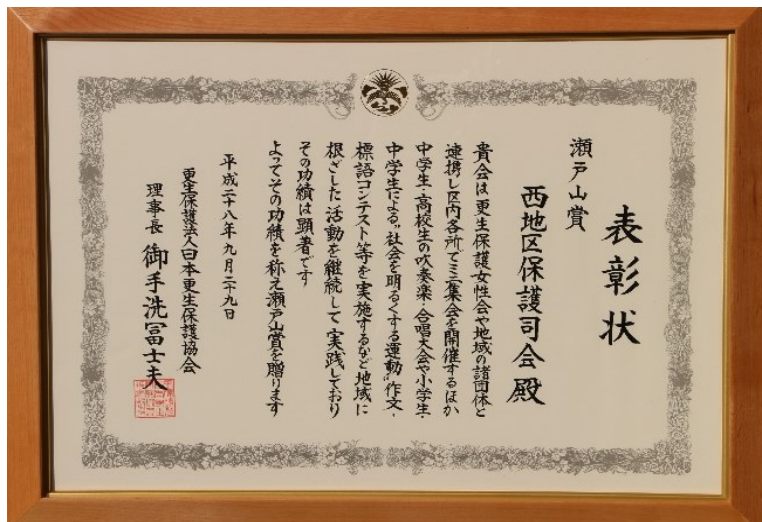 表彰状
瀬戸山賞
西地区保護司会殿
貴会は更生保護女性会や地域の諸団体と
連携し区内各所でミニ集会を開催するほか
中学生・高校生の吹奏楽・合唱大会や小学生・
中学生による“社会を明るくする運動”作文・
標語コンテスト等を実施するなど地域に
根ざした活動を継続して実践しており
その功績は顕著です
よってその功績を称え瀬戸山賞を贈ります
平成二十八年九月二十九日
更生保護法人日本更生保護協会
理事長 御手洗冨士夫